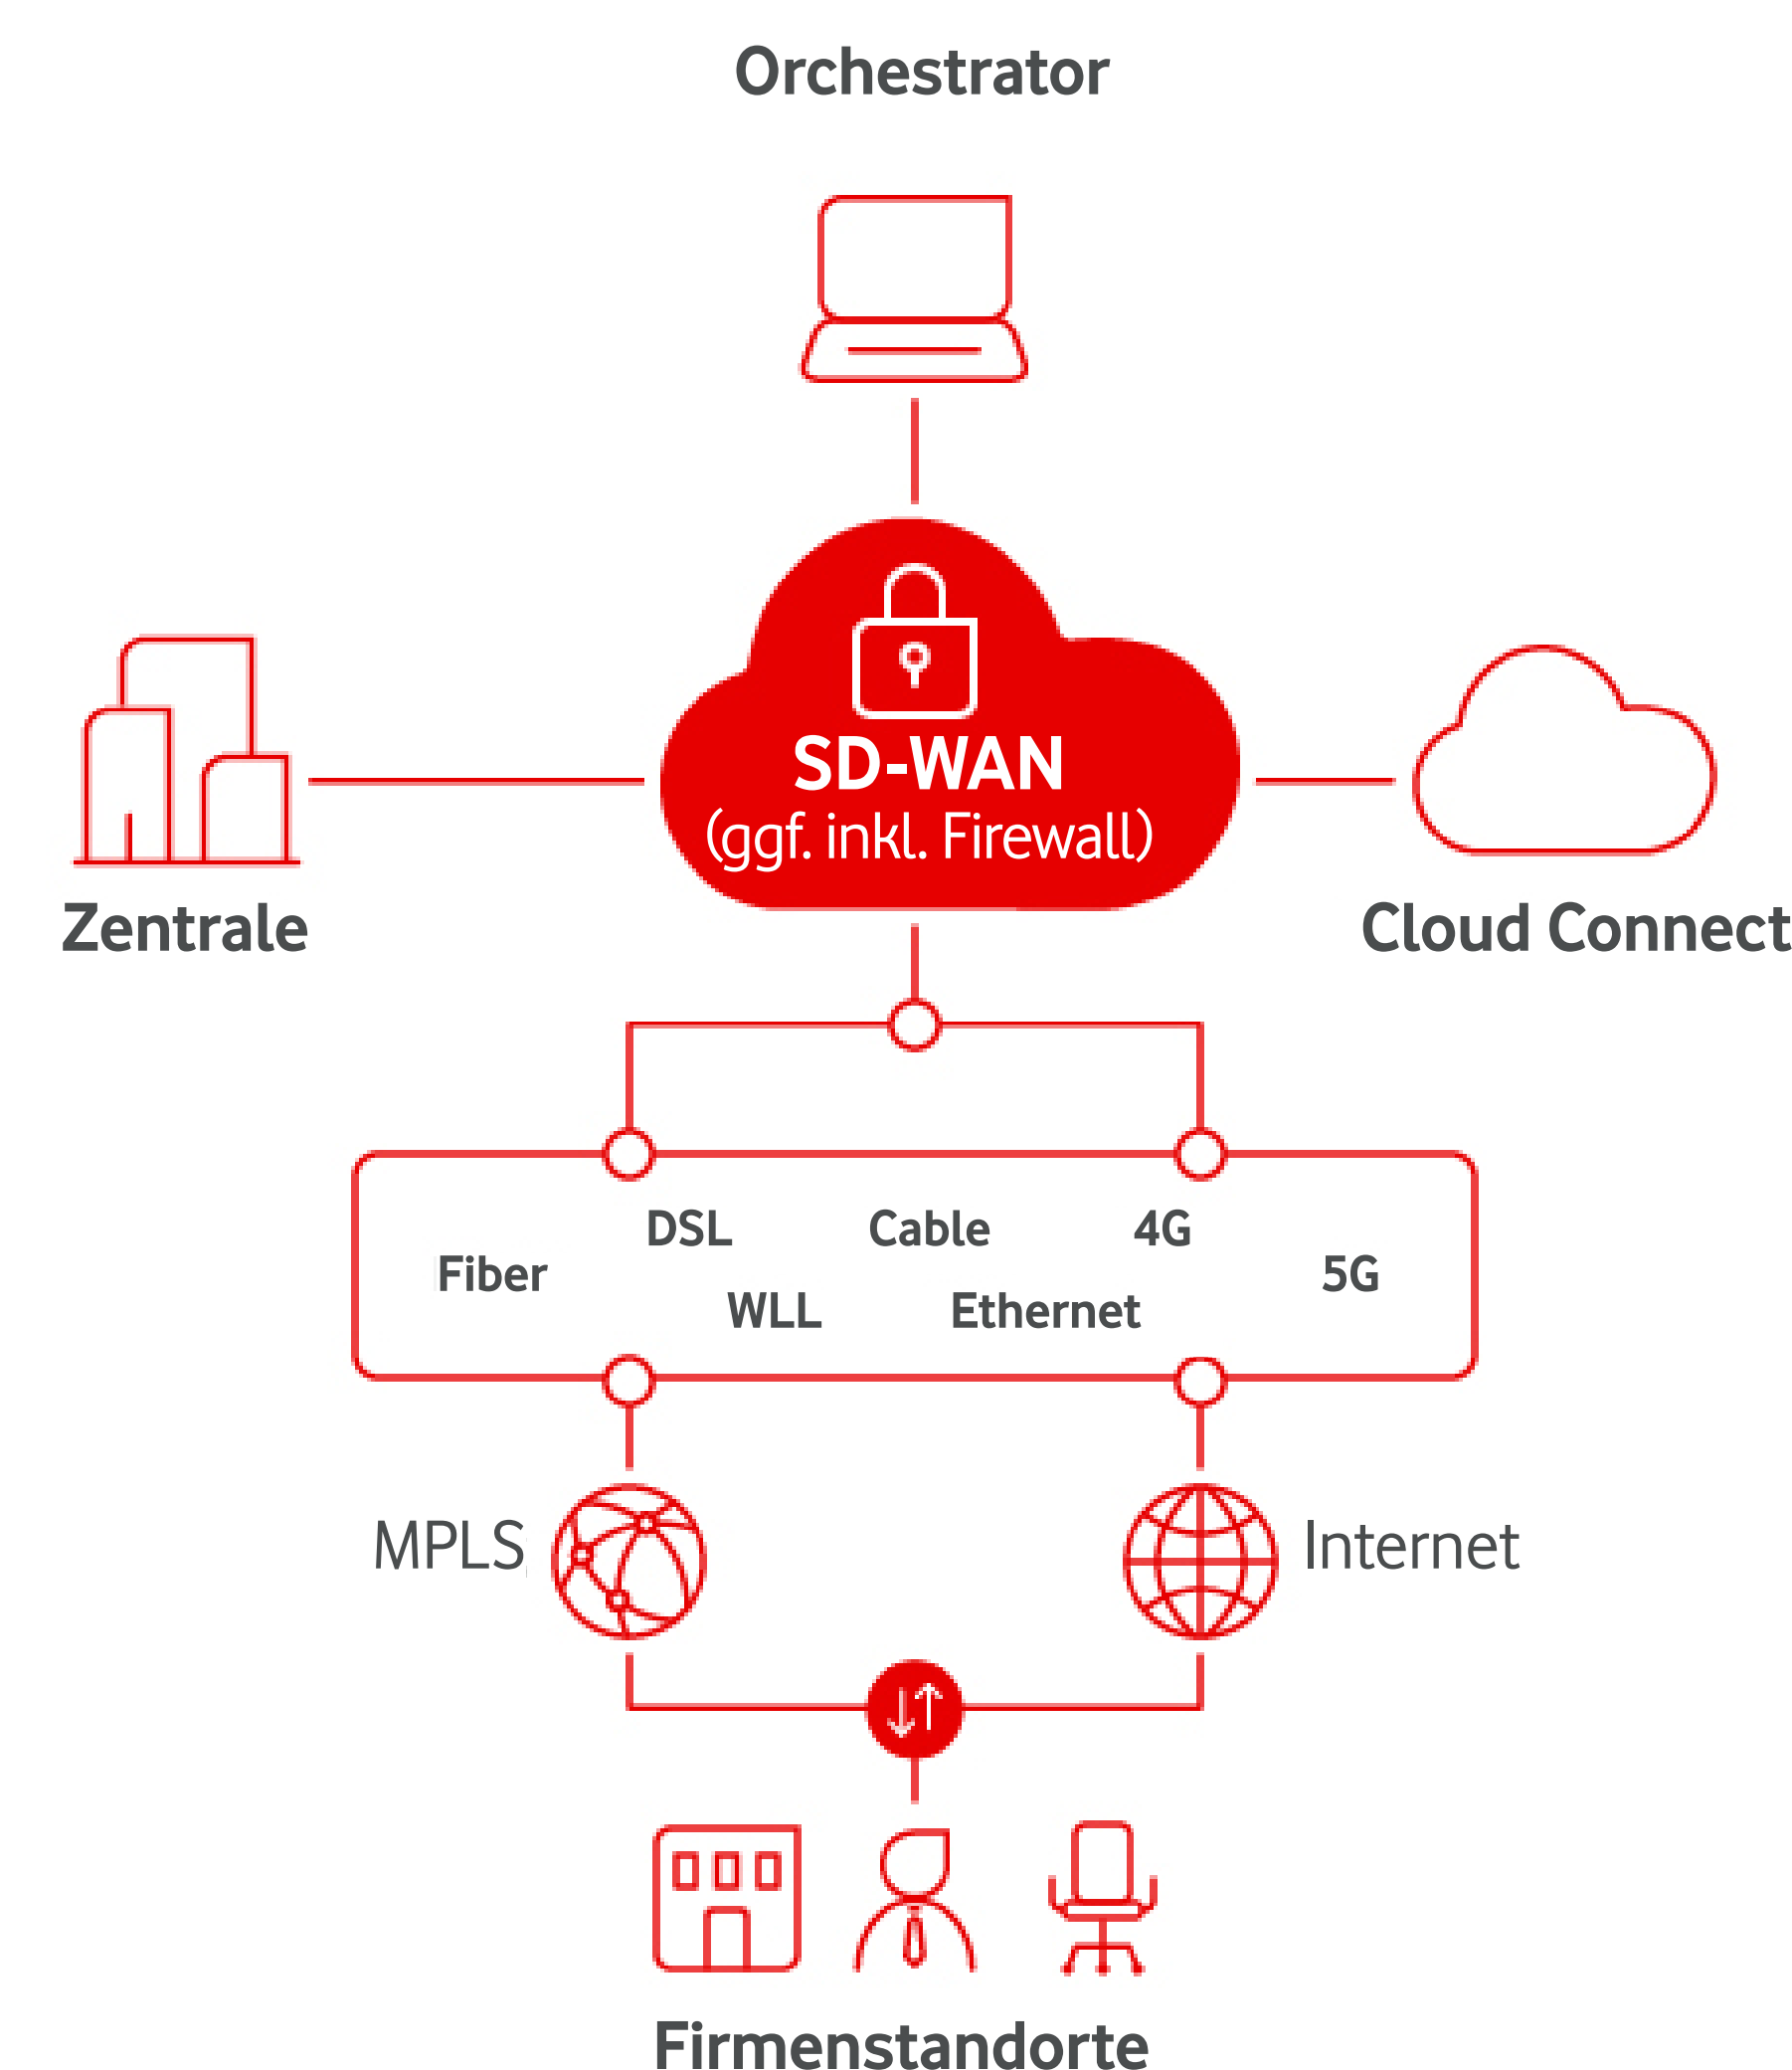 Orchestrator
SD-WAN
(ggf. inkl. Firewall)
Zentrale
Cloud Connect
DSL
Cable
4G
Fiber
5G
WLL
Ethernet
MPLS
Internet
Firmenstandorte